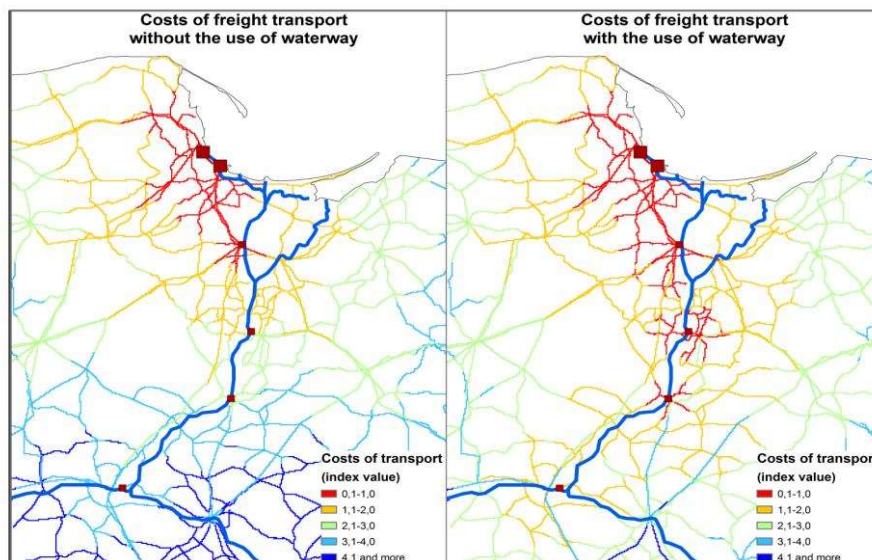 Costs of freight transport
without the use of waterway
Costs of freight transport
with the use of waterway
Costs of transport
(index value)
0,1-1,0
1,1-2,0
2,1-3,0
3,1-4,0
4,1 and more
Costs of transport
(index value)
0,1-1,0
1,1-2,0
2,1-3,0
3,1-4,0
4,1 and more